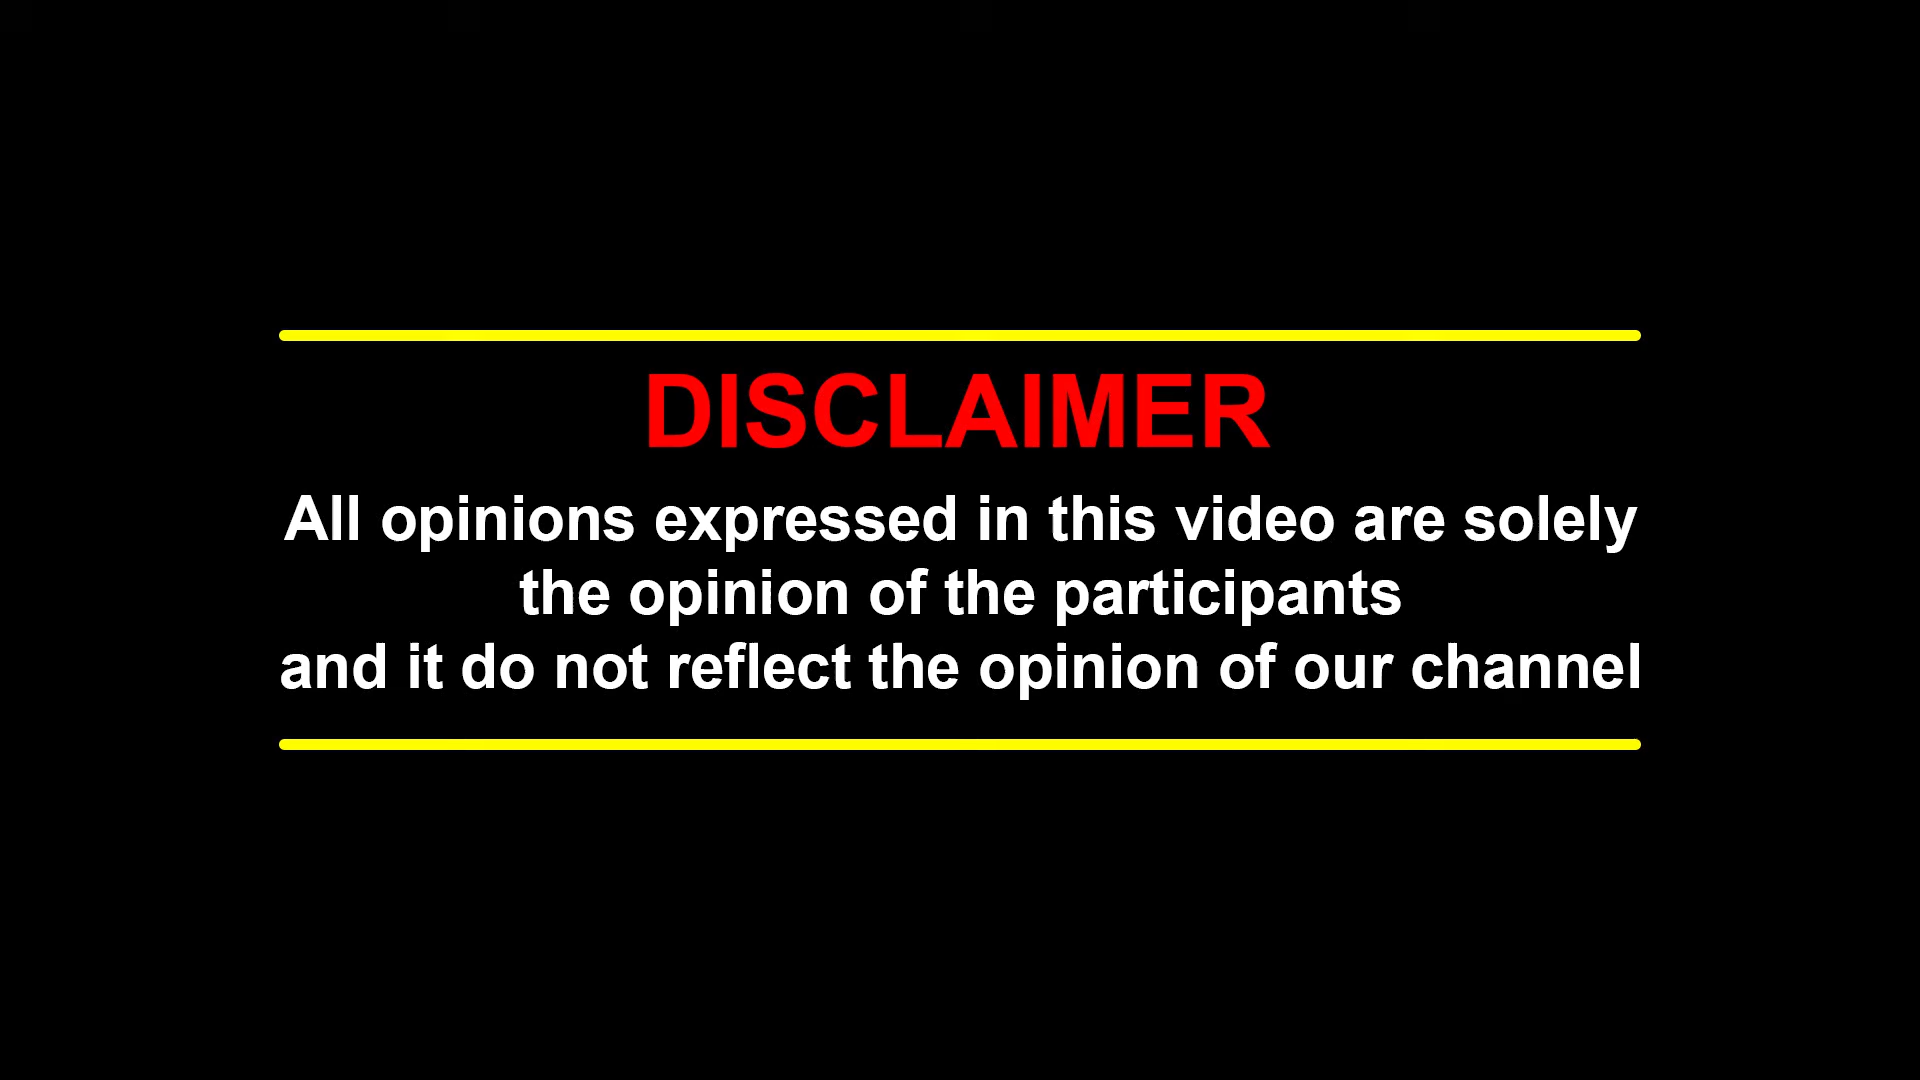 DISCLAIMER
All opinions expressed in this video are solely
the opinion of the participants
and it do not reflect the opinion of our channel